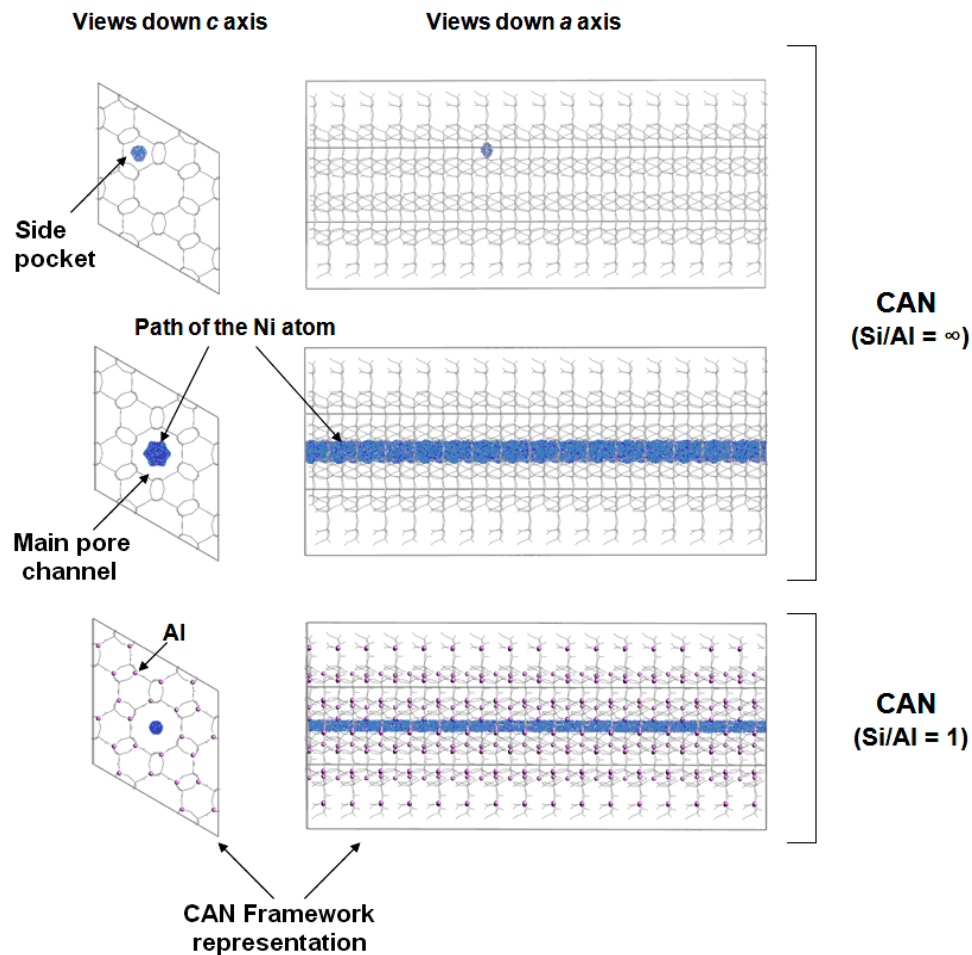 Views down c axis
Views down a axis
Side
pocket
Path of the Ni atom
CAN
(Si/Al = ∞)
Main pore
channel
Al
CAN
(Si/Al = 1)
CAN Framework
representation